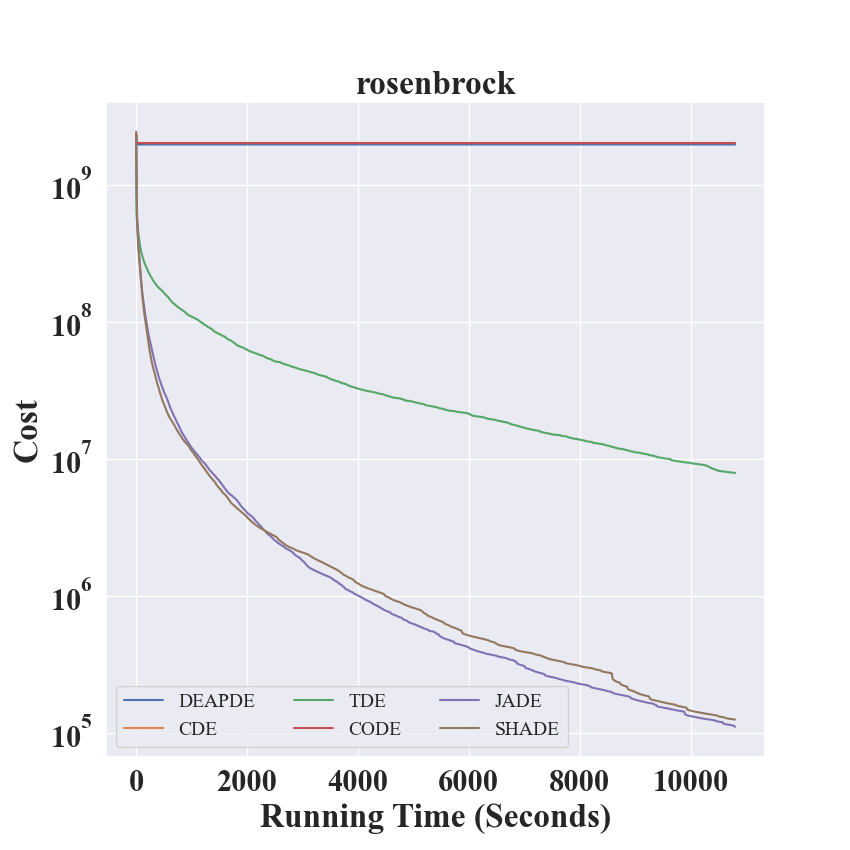 rosenbrock
Cost
10^9
10^8
10^7
10^6
10^5
DEAPDE TDE JADE
CDE CODE SHADE
0 2000 4000 6000 8000 10000
Running Time (Seconds)